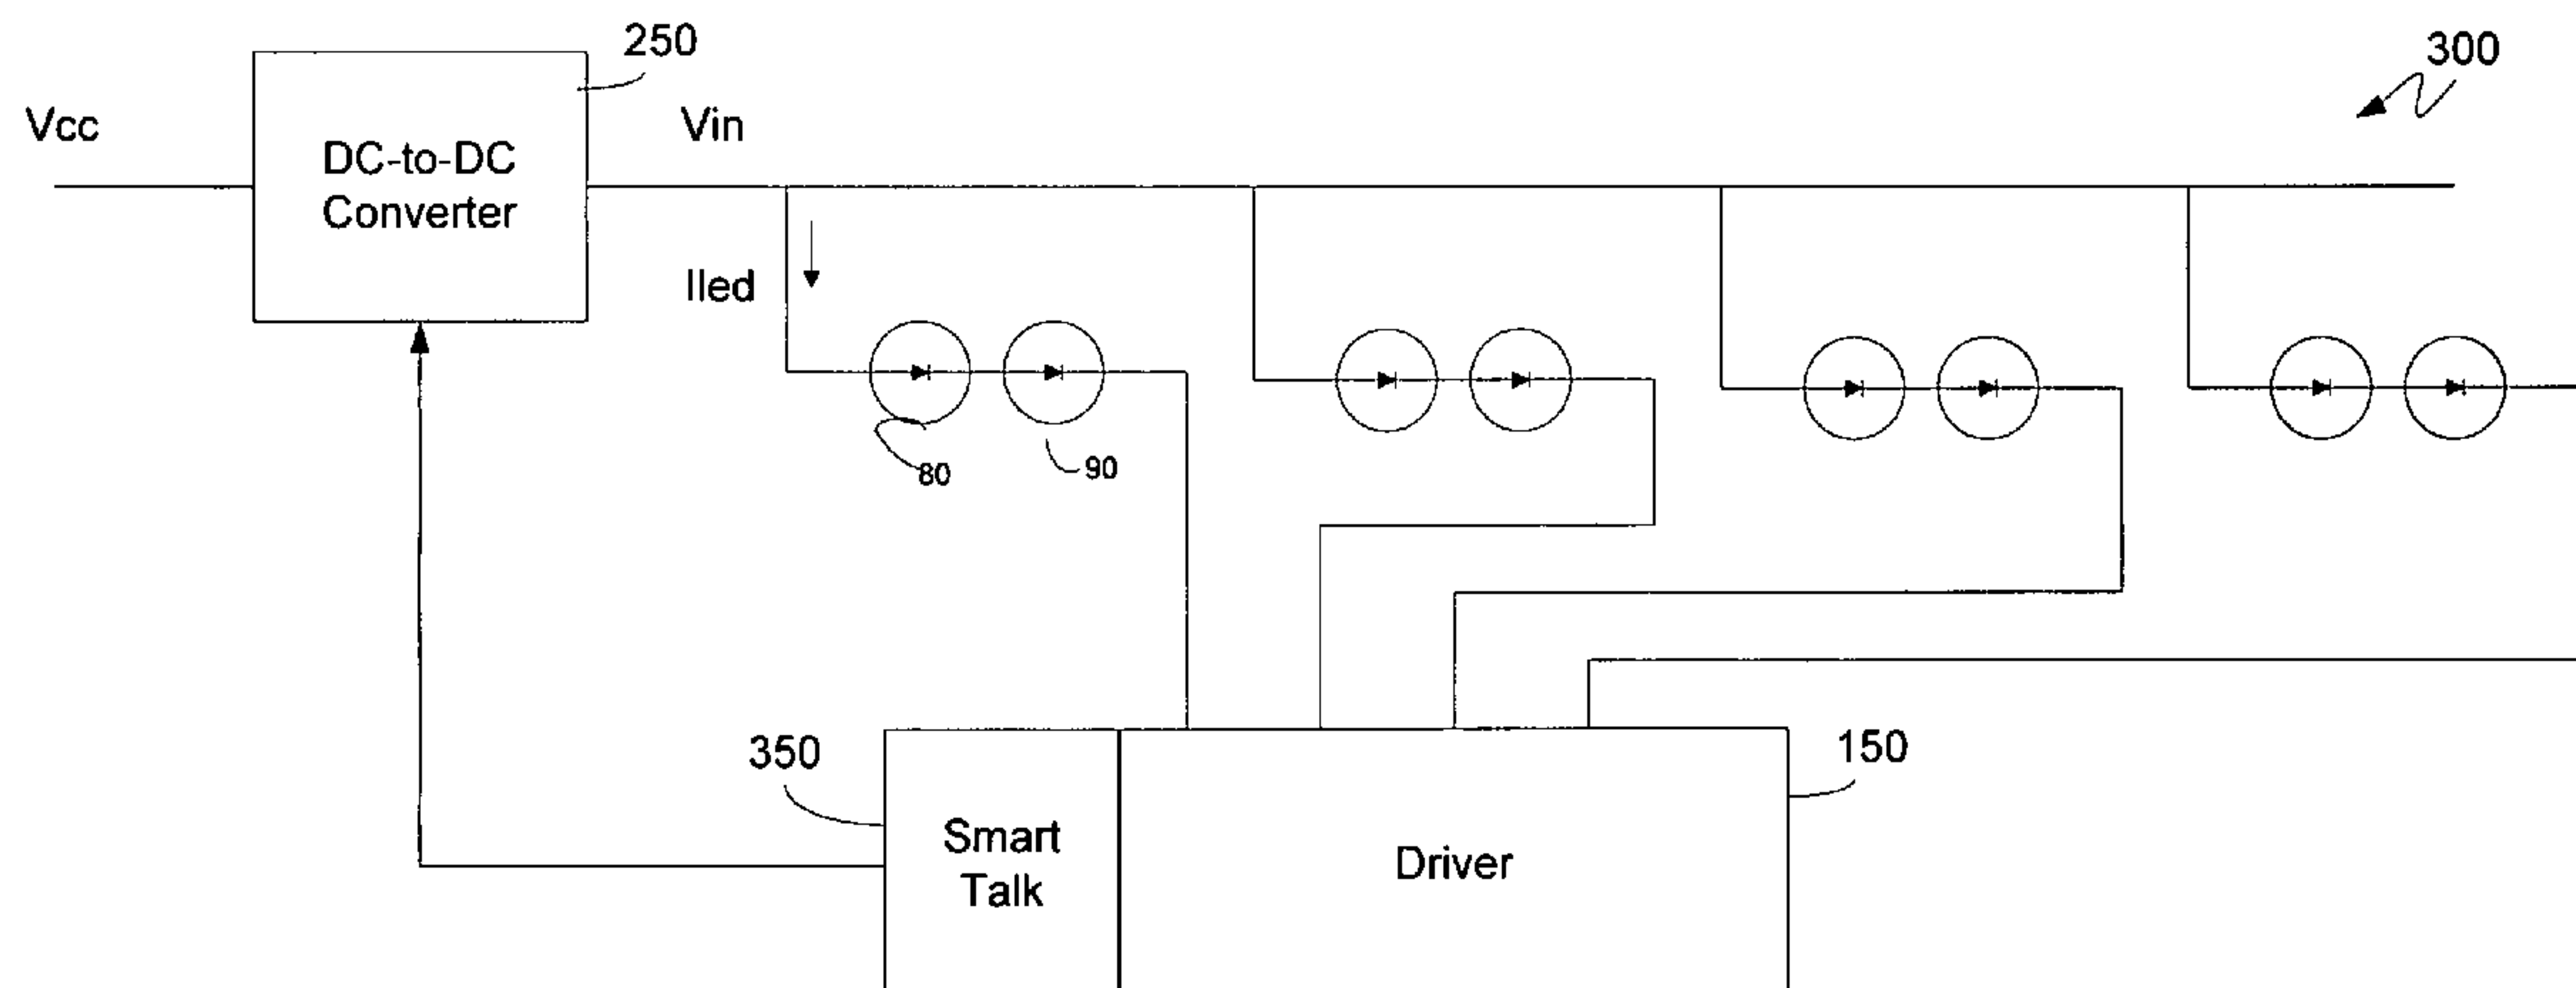 250
300
Vcc
Vin
DC-to-DC
Converter
Iled
80
90
350
150
Smart
Talk
Driver